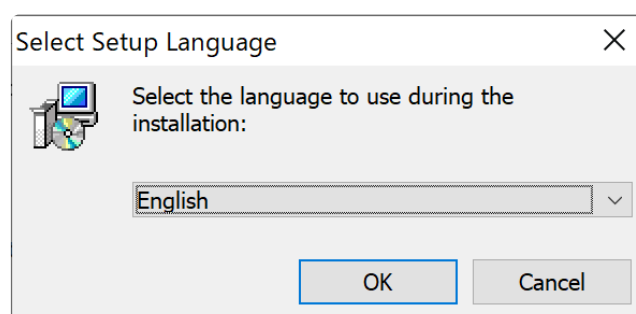 Select Setup Language
Select the language to use during the
installation:
English
OK
Cancel